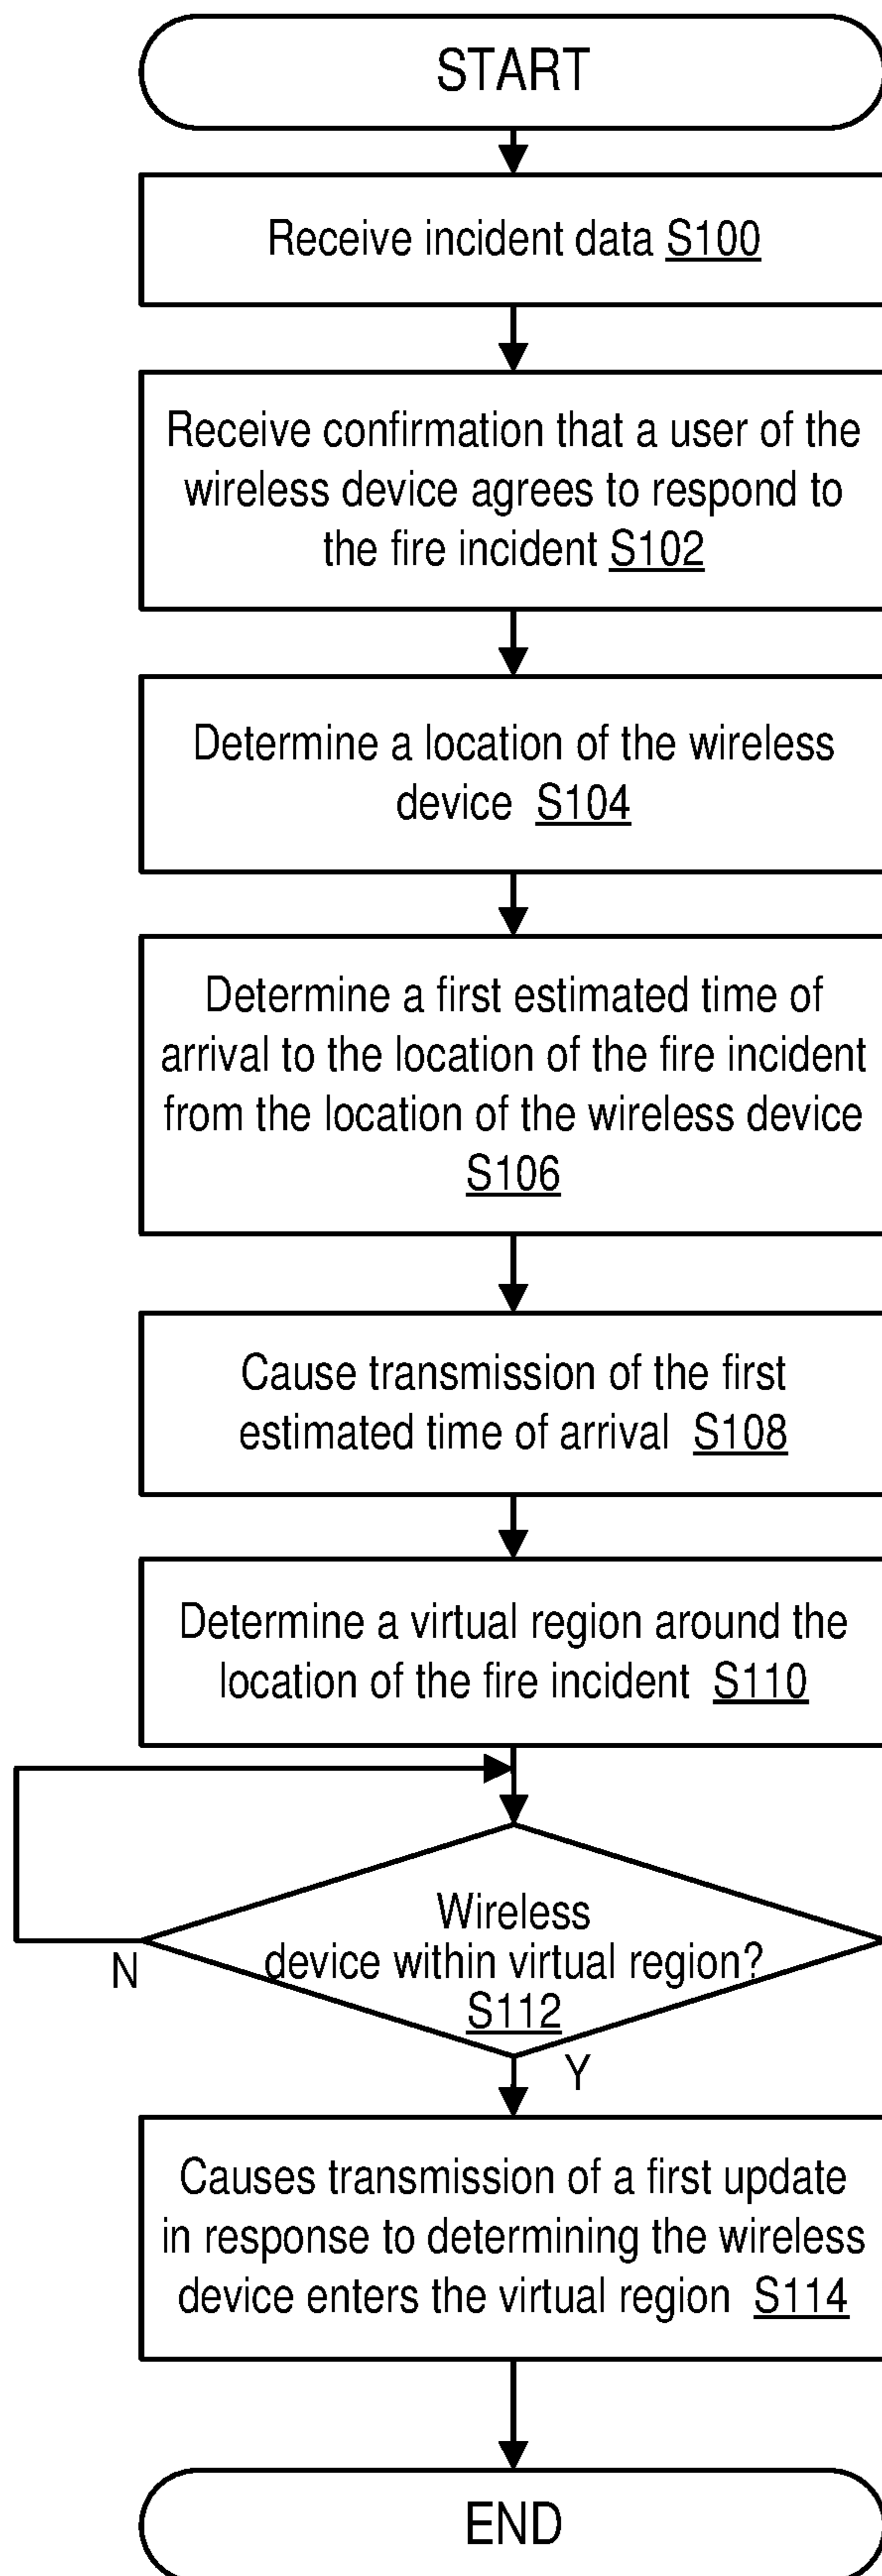 START
Receive incident data S100
Receive confirmation that a user of the
wireless device agrees to respond to
the fire incident S102
Determine a location of the wireless
device S104
Determine a first estimated time of
arrival to the location of the fire incident
from the location of the wireless device
S106
Cause transmission of the first
estimated time of arrival S108
Determine a virtual region around the
location of the fire incident S110
Wireless
device within virtual region?
S112
N
Y
Causes transmission of a first update
in response to determining the wireless
device enters the virtual region S114
END